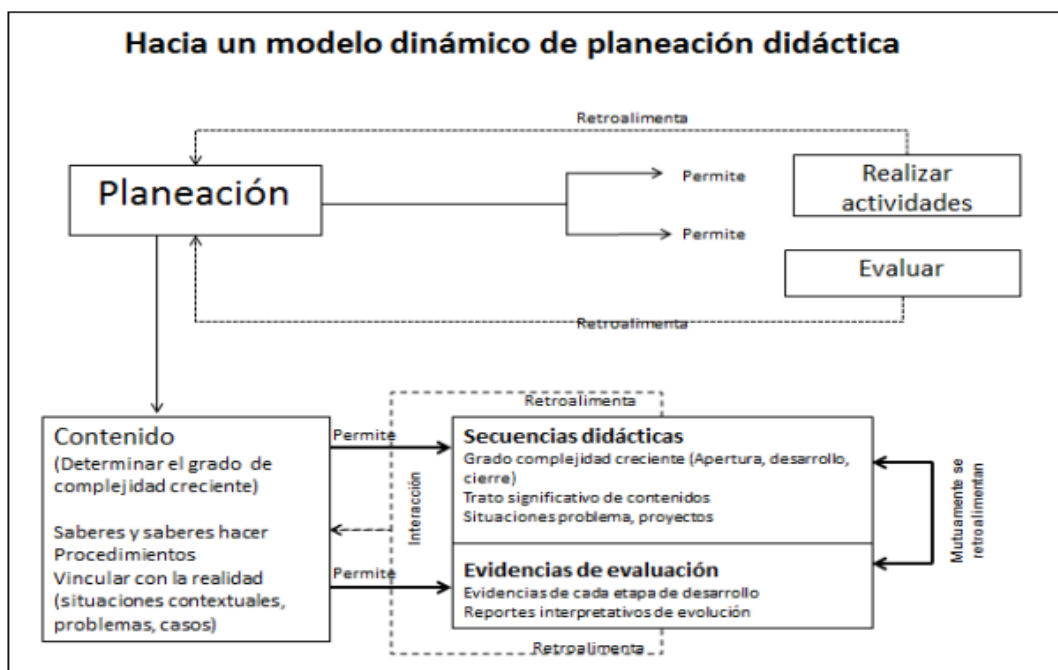 Hacia un modelo dinámico de planeación didáctica
Retroalimenta
Planeación
Permite
Permite
Realizar
actividades
Evaluar
Retroalimenta
Contenido
(Determinar el grado de
complejidad creciente)
Saberes y saberes hacer
Procedimientos
Vincular con la realidad
(situaciones contextuales,
problemas, casos)
Permite
Permite
Retroalimenta
Interacción
Secuencias didácticas
Grado complejidad creciente (Apertura, desarrollo,
cierre)
Trato significativo de contenidos
Situaciones problema, proyectos
Evidencias de evaluación
Evidencias de cada etapa de desarrollo
Reportes interpretativos de evolución
Retroalimenta
Mutuamente se
retroalimentan